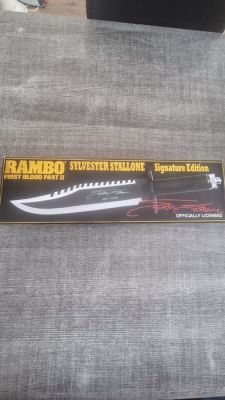 RAMBO SYLVESTER STALLONE Signature Edition
FIRST BLOOD PART II
OFFICIALLY LICENSED